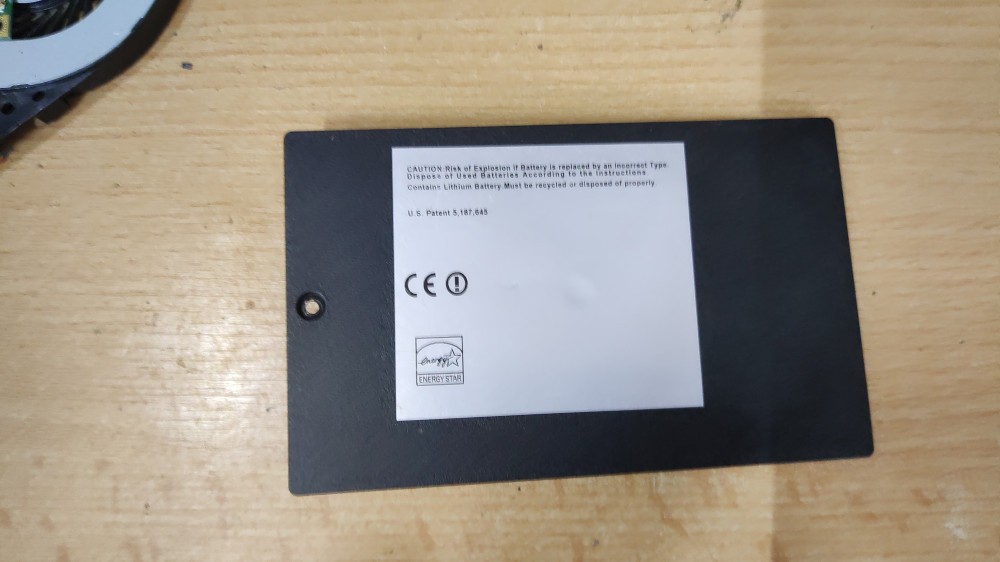 CAUTION:Risk of Explosion if Battery is replaced by an Incorrect Type.
Dispose of Used Batteries According to the Instructions.
Contains Lithium Battery.Must be recycled or disposed of properly.
U.S. Patent 5,187,645
CE
energy
ENERGY STAR